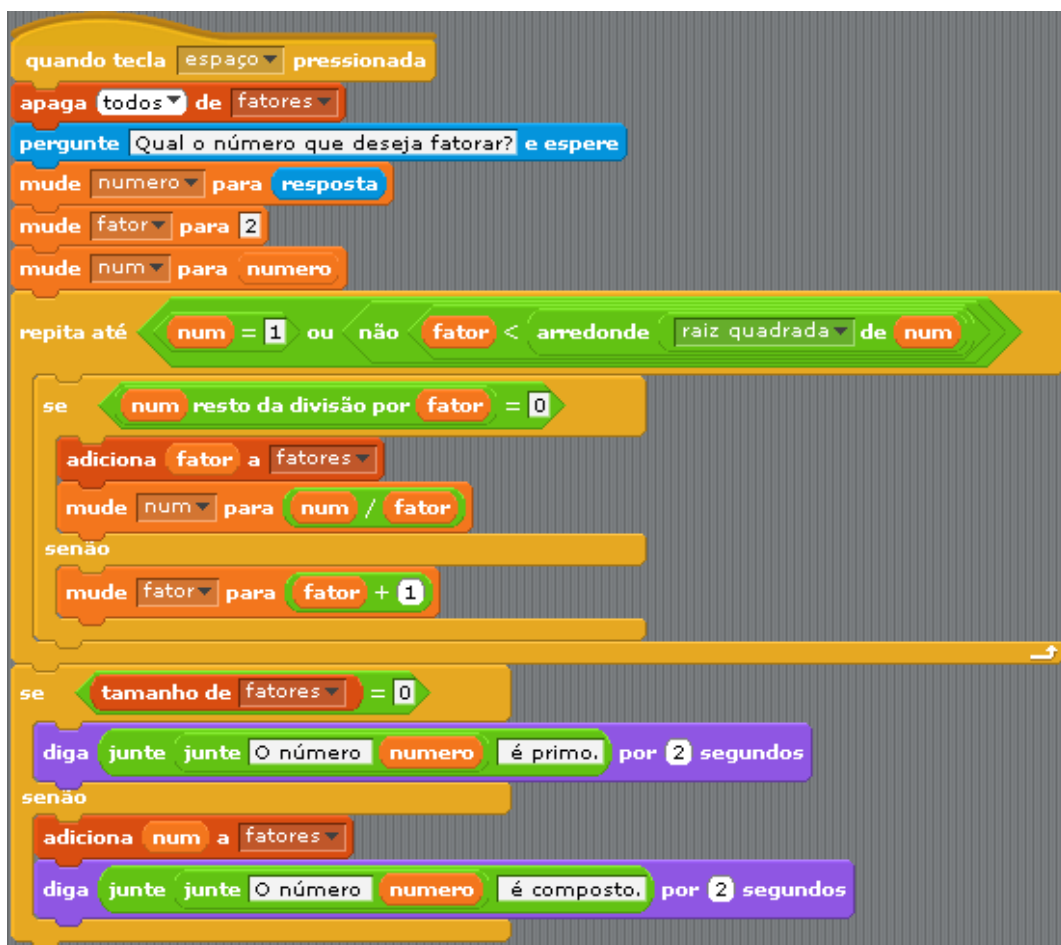 quando tecla espaço pressionada
apaga todos de fatores
pergunte Qual o número que deseja fatorar? e espere
mude numero para resposta
mude fator para 2
mude num para numero
repita até num = 1 ou não fator < arredonde raiz quadrada de num
se num resto da divisão por fator = 0
adiciona fator a fatores
mude num para num / fator
senão
mude fator para fator + 1
se tamanho de fatores = 0
diga junte junte O número numero é primo. por 2 segundos
senão
adiciona num a fatores
diga junte junte O número numero é composto. por 2 segundos